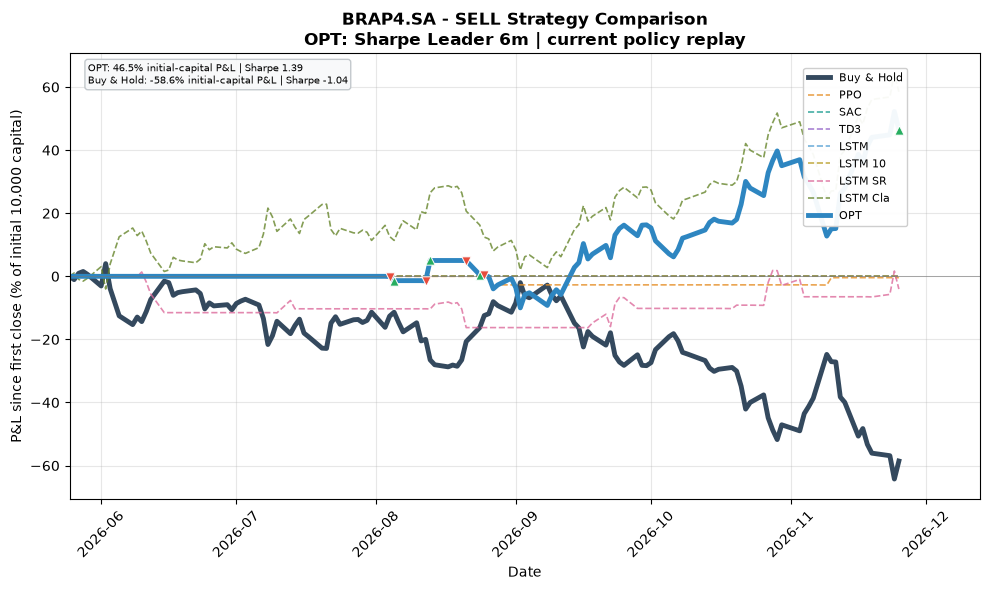 BRAP4.SA - SELL Strategy Comparison
OPT: Sharpe Leader 6m | current policy replay
OPT: 46.5% initial-capital P&L | Sharpe 1.39
Buy & Hold: -58.6% initial-capital P&L | Sharpe -1.04
Buy & Hold
PPO
SAC
TD3
LSTM
LSTM 10
LSTM SR
LSTM Cla
OPT
P&L since first close (% of initial 10,000 capital)
60
40
20
0
−20
−40
−60
2026-06
2026-07
2026-08
2026-09
2026-10
2026-11
2026-12
Date